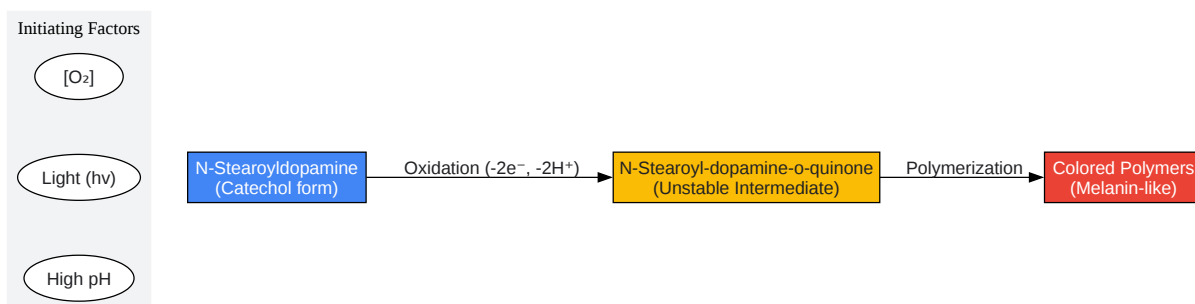 Initiating Factors
[O₂]
Light (hv)
High pH
N-Stearoyldopamine
(Catechol form)
Oxidation (-2e⁻, -2H⁺)
N-Stearoyl-dopamine-o-quinone
(Unstable Intermediate)
Polymerization
Colored Polymers
(Melanin-like)